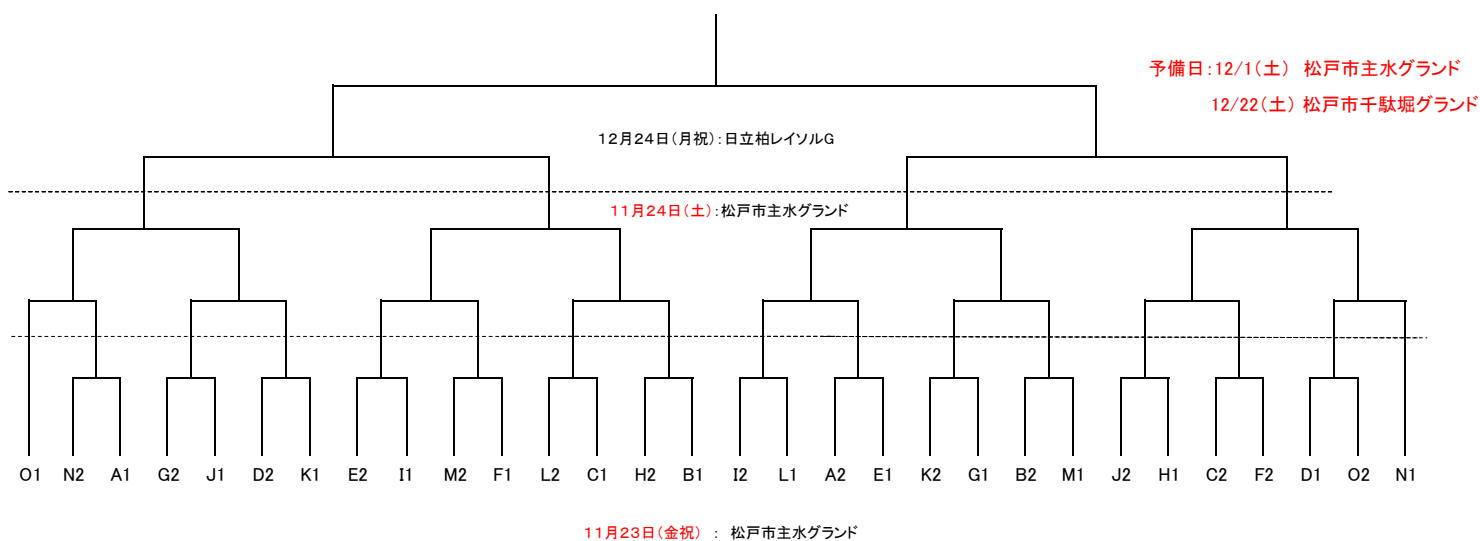 予備日:12/1(土) 松戸市主水グランド
12/22(土) 松戸市千駄堀グランド
12月24日(月祝):日立柏レイソルG
11月24日(土):松戸市主水グランド
O1 N2 A1 G2 J1 D2 K1 E2 I1 M2 F1 L2 C1 H2 B1 I2 L1 A2 E1 K2 G1 B2 M1 J2 H1 C2 F2 D1 O2 N1
11月23日(金祝) : 松戸市主水グランド